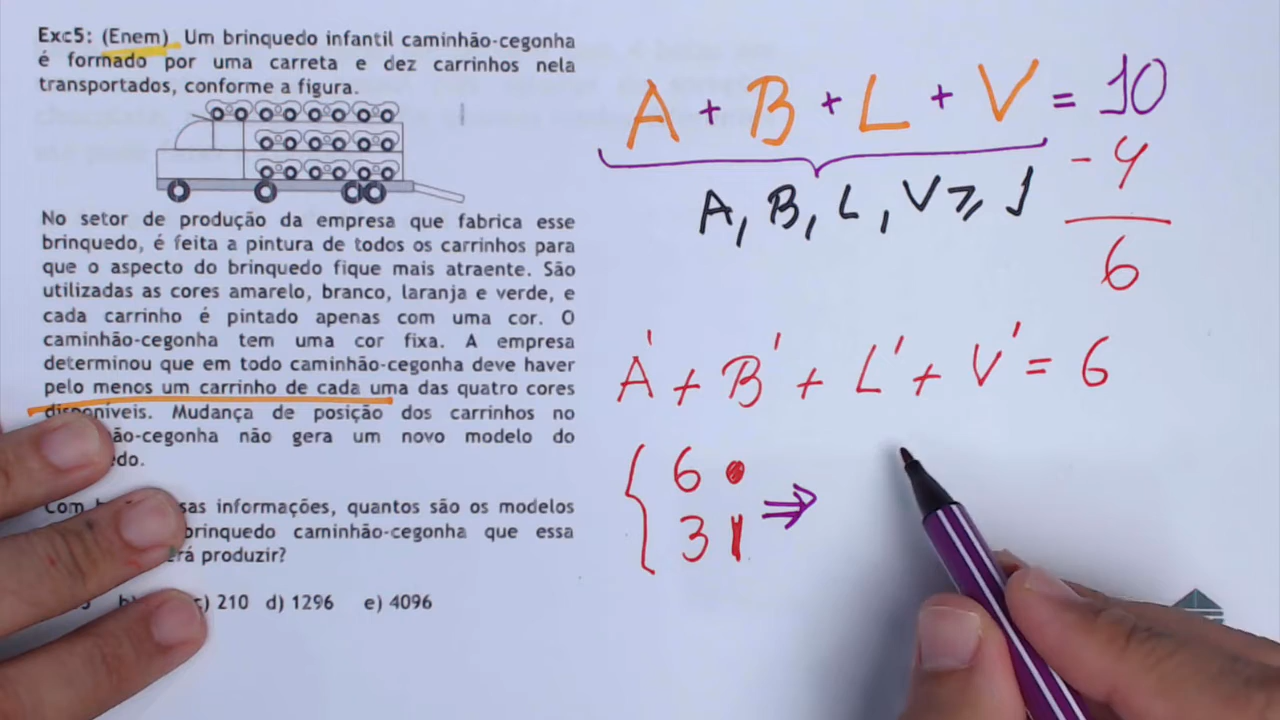 Exc5: (Enem) Um brinquedo infantil caminhão-cegonha
é formado por uma carreta e dez carrinhos nela
transportados, conforme a figura.
No setor de produção da empresa que fabrica esse
brinquedo, é feita a pintura de todos os carrinhos para
que o aspecto do brinquedo fique mais atraente. São
utilizadas as cores amarelo, branco, laranja e verde, e
cada carrinho é pintado apenas com uma cor. O
caminhão-cegonha tem uma cor fixa. A empresa
determinou que em todo caminhão-cegonha deve haver
pelo menos um carrinho de cada uma das quatro cores
disponíveis. Mudança de posição dos carrinhos no
ão-cegonha não gera um novo modelo do
edo.
Com sas informações, quantos são os modelos
brinquedo caminhão-cegonha que essa
erá produzir?
c) 210 d) 1296 e) 4096
A + B + L + V = 10
A, B, L, V ≥ 1
- 4
6
A' + B' + L' + V' = 6
{ 6 •
3 | ⇒